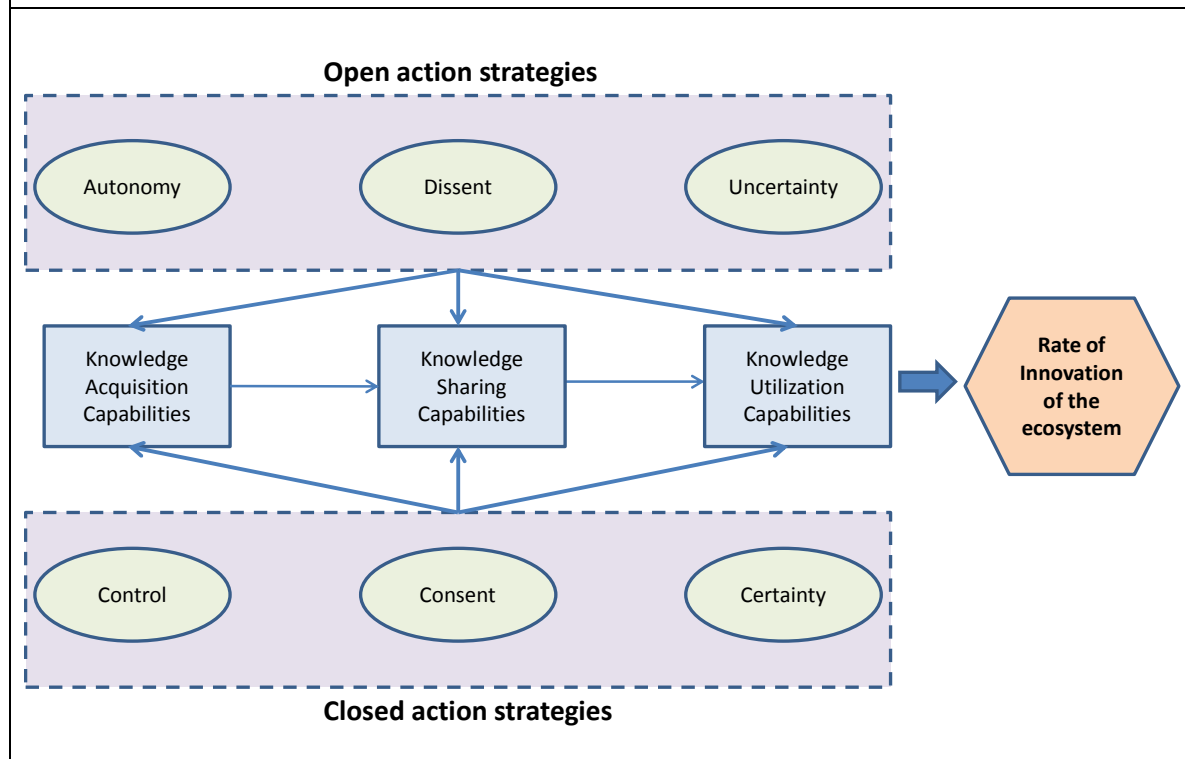 Open action strategies
Autonomy
Dissent
Uncertainty
Knowledge
Acquisition
Capabilities
Knowledge
Sharing
Capabilities
Knowledge
Utilization
Capabilities
Rate of
Innovation
of the
ecosystem
Control
Consent
Certainty
Closed action strategies